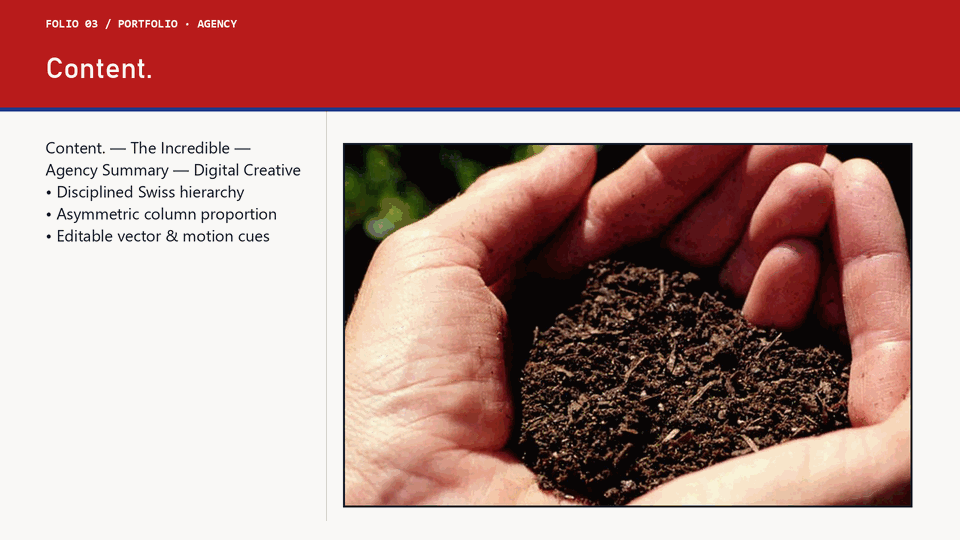 FOLIO 03 / PORTFOLIO · AGENCY
Content.
Content. — The Incredible —
Agency Summary — Digital Creative
• Disciplined Swiss hierarchy
• Asymmetric column proportion
• Editable vector & motion cues